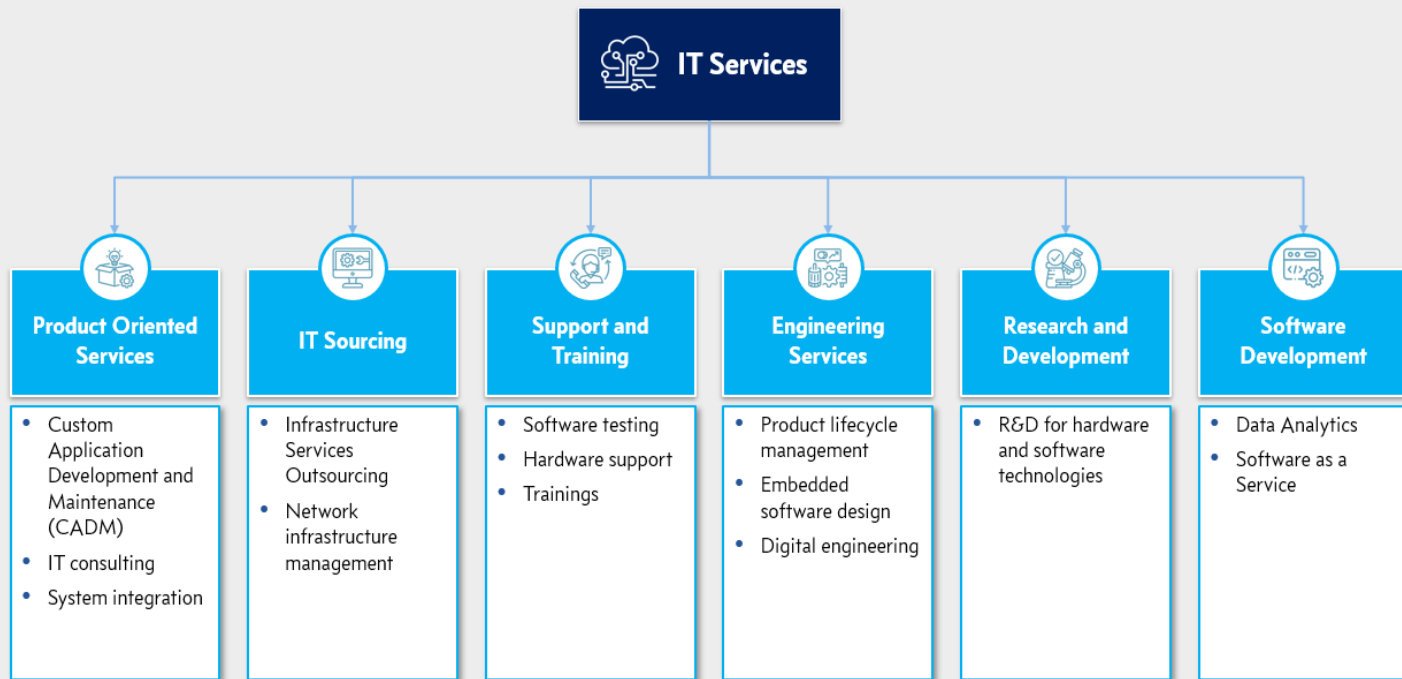 IT Services
Product Oriented
Services
IT Sourcing
Support and
Training
Engineering
Services
Research and
Development
Software
Development
• Custom
Application
Development and
Maintenance
(CADM)
• IT consulting
• System integration
• Infrastructure
Services
Outsourcing
• Network
infrastructure
management
• Software testing
• Hardware support
• Trainings
• Product lifecycle
management
• Embedded
software design
• Digital engineering
• R&D for hardware
and software
technologies
• Data Analytics
• Software as a
Service